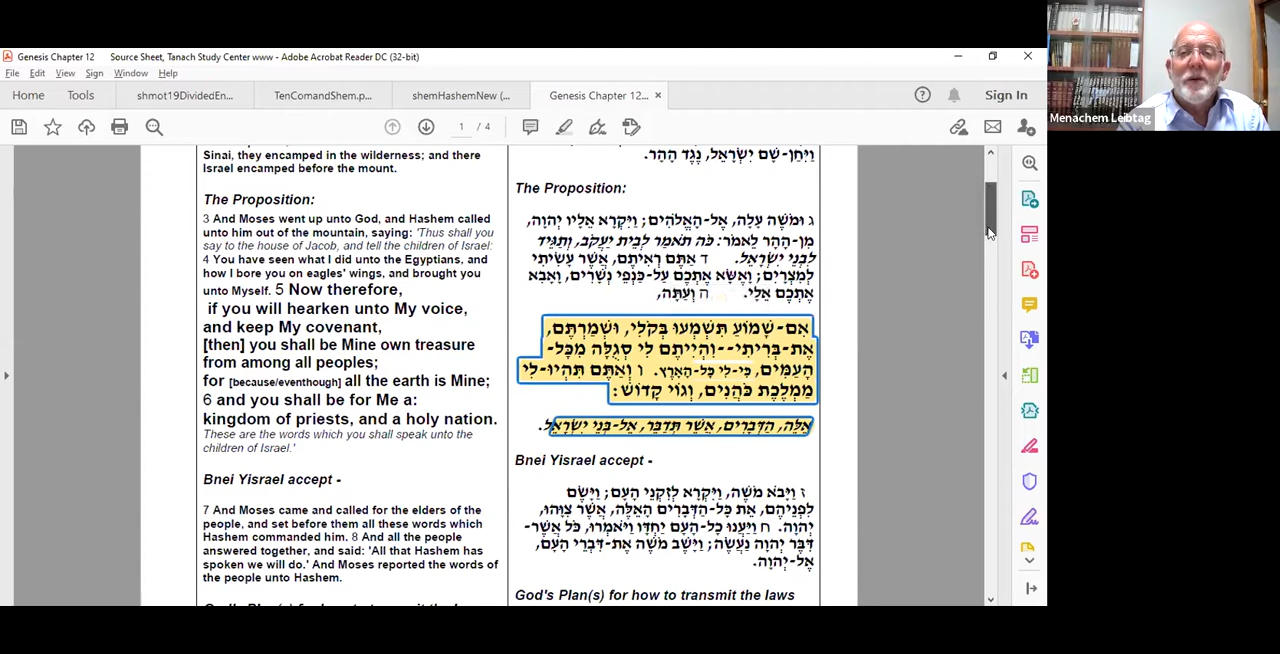 Menachem Leibtag
Genesis Chapter 12 Source Sheet, Tanach Study Center www - Adobe Acrobat Reader DC (32-bit)
File Edit View Sign Window Help
Home Tools shmot19DividedEn... TenComandShem.p... shemHashemNew (... Genesis Chapter 12... × Sign In
1 / 4
Sinai, they encamped in the wilderness; and there
Israel encamped before the mount.
The Proposition:
3 And Moses went up unto God, and Hashem called
unto him out of the mountain, saying: 'Thus shall you
say to the house of Jacob, and tell the children of Israel:
4 You have seen what I did unto the Egyptians, and
how I bore you on eagles' wings, and brought you
unto Myself. 5 Now therefore,
if you will hearken unto My voice,
and keep My covenant,
[then] you shall be Mine own treasure
from among all peoples;
for [because/eventhough] all the earth is Mine;
6 and you shall be for Me a:
kingdom of priests, and a holy nation.
These are the words which you shall speak unto the
children of Israel.'
Bnei Yisrael accept -
7 And Moses came and called for the elders of the
people, and set before them all these words which
Hashem commanded him. 8 And all the people
answered together, and said: 'All that Hashem has
spoken we will do.' And Moses reported the words of
the people unto Hashem.
וַיִּחַן-שָׁם יִשְׂרָאֵל, נֶגֶד הָהָר.
The Proposition:
ג וּמֹשֶׁה עָלָה, אֶל-הָאֱלֹהִים; וַיִּקְרָא אֵלָיו יְהוָה,
מִן-הָהָר לֵאמֹר: כֹּה תֹאמַר לְבֵית יַעֲקֹב, וְתַגֵּיד
לִבְנֵי יִשְׂרָאֵל. ד אַתֶּם רְאִיתֶם, אֲשֶׁר עָשִׂיתִי
לְמִצְרָיִם; וָאֶשָּׂא אֶתְכֶם עַל-כַּנְפֵי נְשָׁרִים, וָאָבִא
אֶתְכֶם אֵלָי. ה וְעַתָּה,
אִם-שָׁמוֹעַ תִּשְׁמְעוּ בְּקֹלִי, וּשְׁמַרְתֶּם,
אֶת-בְּרִיתִי--וִהְיִיתֶם לִי סְגֻלָּה מִכָּל-
הָעַמִּים, כִּי-לִי כָּל-הָאָרֶץ. ו וְאַתֶּם תִּהְיוּ-לִי
מַמְלֶכֶת כֹּהֲנִים, וְגוֹי קָדוֹשׁ:
אֵלֶּה, הַדְּבָרִים, אֲשֶׁר תְּדַבֵּר, אֶל-בְּנֵי יִשְׂרָאֵל.
Bnei Yisrael accept -
ז וַיָּבֹא מֹשֶׁה, וַיִּקְרָא לְזִקְנֵי הָעָם; וַיָּשֶׂם
לִפְנֵיהֶם, אֵת כָּל-הַדְּבָרִים הָאֵלֶּה, אֲשֶׁר צִוָּהוּ,
יְהוָה. ח וַיַּעֲנוּ כָל-הָעָם יַחְדָּו וַיֹּאמְרוּ, כֹּל אֲשֶׁר-
דִּבֶּר יְהוָה נַעֲשֶׂה; וַיָּשֶׁב מֹשֶׁה אֶת-דִּבְרֵי הָעָם,
אֶל-יְהוָה.
God's Plan(s) for how to transmit the laws